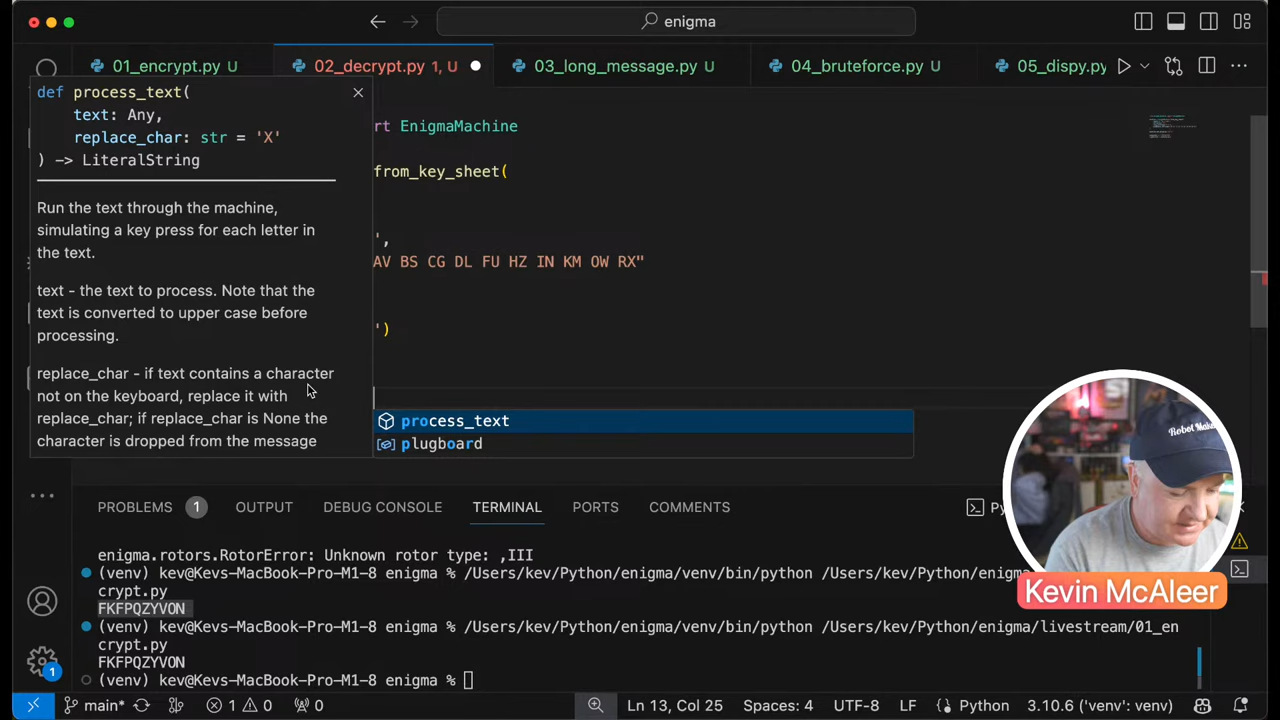 enigma
01_encrypt.py U
02_decrypt.py 1, U
03_long_message.py U
04_bruteforce.py U
05_dispy.py
def process_text(
text: Any,
replace_char: str = 'X'
) -> LiteralString
Run the text through the machine,
simulating a key press for each letter in
the text.
text - the text to process. Note that the
text is converted to upper case before
processing.
replace_char - if text contains a character
not on the keyboard, replace it with
replace_char; if replace_char is None the
character is dropped from the message
rt EnigmaMachine
from_key_sheet(
',
AV BS CG DL FU HZ IN KM OW RX"
')
process_text
plugboard
PROBLEMS 1 OUTPUT DEBUG CONSOLE TERMINAL PORTS COMMENTS
Py
enigma.rotors.RotorError: Unknown rotor type: ,III
(venv) kev@Kevs-MacBook-Pro-M1-8 enigma % /Users/kev/Python/enigma/venv/bin/python /Users/kev/Python/enigma
crypt.py
FKFPQZYVON
(venv) kev@Kevs-MacBook-Pro-M1-8 enigma % /Users/kev/Python/enigma/venv/bin/python /Users/kev/Python/enigma/livestream/01_en
crypt.py
FKFPQZYVON
(venv) kev@Kevs-MacBook-Pro-M1-8 enigma %
Robot Make
Kevin McAleer
1
main* 1 0 0 Ln 13, Col 25 Spaces: 4 UTF-8 LF Python 3.10.6 ('venv': venv)